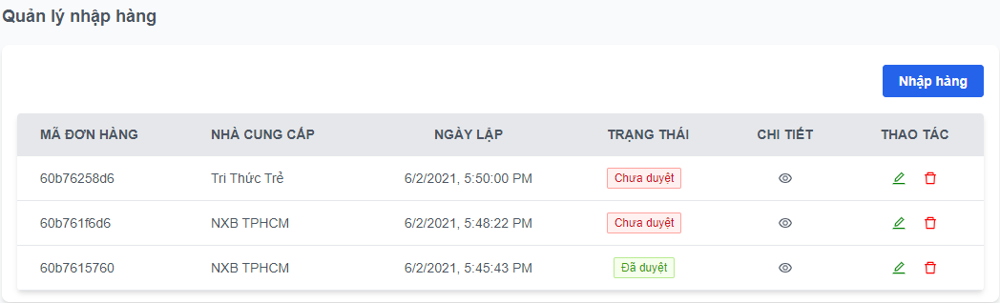 Quản lý nhập hàng
Nhập hàng
MÃ ĐƠN HÀNG NHÀ CUNG CẤP NGÀY LẬP TRẠNG THÁI CHI TIẾT THAO TÁC
60b76258d6 Tri Thức Trẻ 6/2/2021, 5:50:00 PM Chưa duyệt
60b761f6d6 NXB TPHCM 6/2/2021, 5:48:22 PM Chưa duyệt
60b7615760 NXB TPHCM 6/2/2021, 5:45:43 PM Đã duyệt